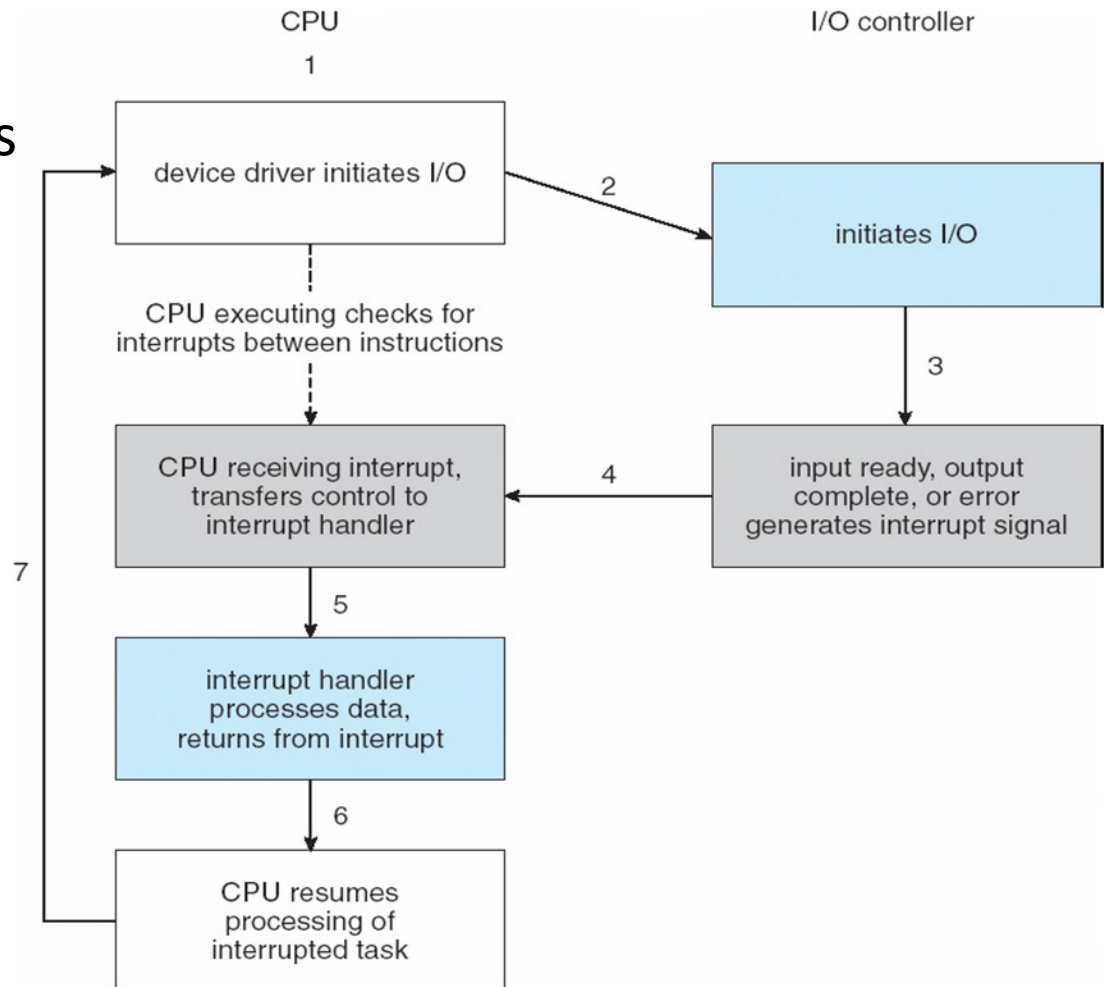 CPU
I/O controller
1
s
device driver initiates I/O
2
initiates I/O
CPU executing checks for
interrupts between instructions
3
CPU receiving interrupt,
transfers control to
interrupt handler
4
input ready, output
complete, or error
generates interrupt signal
7
5
interrupt handler
processes data,
returns from interrupt
6
CPU resumes
processing of
interrupted task